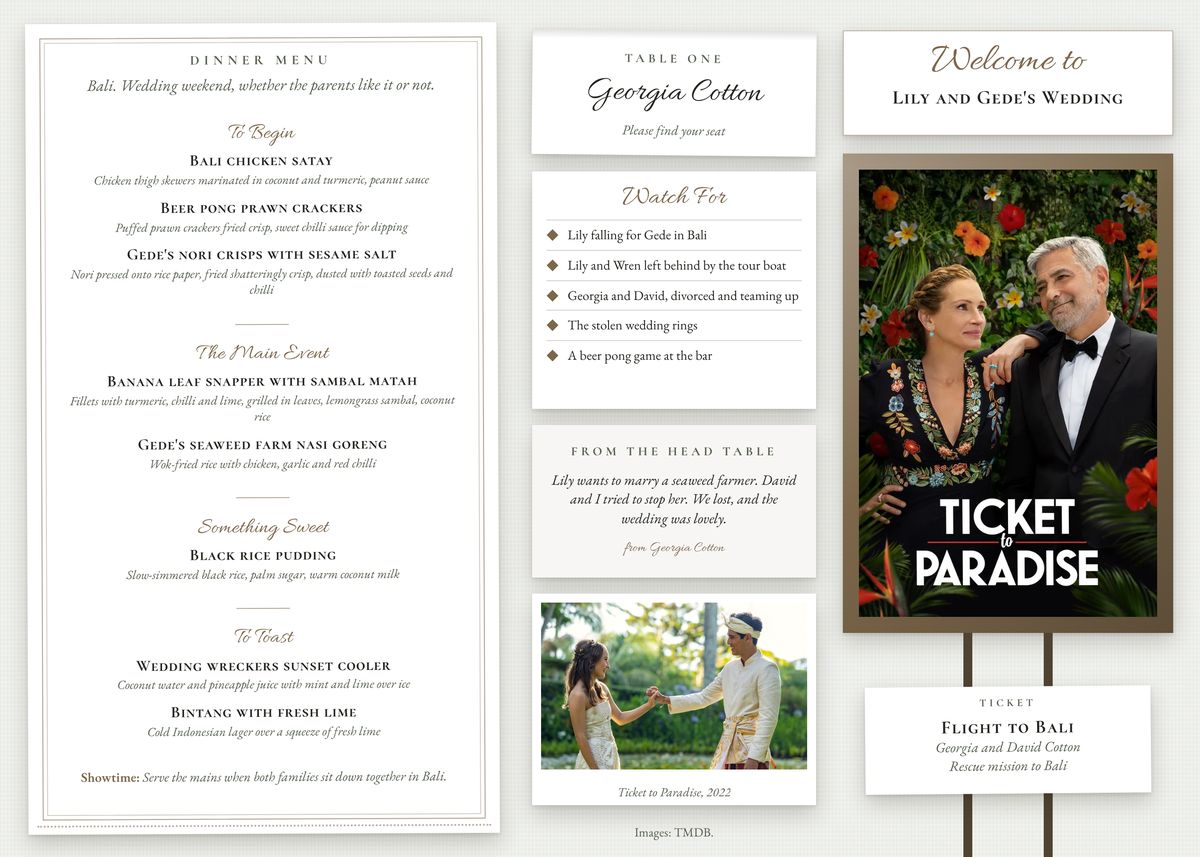 DINNER MENU
Bali. Wedding weekend, whether the parents like it or not.
To Begin
Bali chicken satay
Chicken thigh skewers marinated in coconut and turmeric, peanut sauce
Beer pong prawn crackers
Puffed prawn crackers fried crisp, sweet chilli sauce for dipping
Gede's nori crisps with sesame salt
Nori pressed onto rice paper, fried shatteringly crisp, dusted with toasted seeds and
chilli
The Main Event
Banana leaf snapper with sambal matah
Fillets with turmeric, chilli and lime, grilled in leaves, lemongrass sambal, coconut
rice
Gede's seaweed farm nasi goreng
Wok-fried rice with chicken, garlic and red chilli
Something Sweet
Black rice pudding
Slow-simmered black rice, palm sugar, warm coconut milk
To Toast
Wedding wreckers sunset cooler
Coconut water and pineapple juice with mint and lime over ice
Bintang with fresh lime
Cold Indonesian lager over a squeeze of fresh lime
Showtime: Serve the mains when both families sit down together in Bali.
TABLE ONE
Georgia Cotton
Please find your seat
Watch For
Lily falling for Gede in Bali
Lily and Wren left behind by the tour boat
Georgia and David, divorced and teaming up
The stolen wedding rings
A beer pong game at the bar
FROM THE HEAD TABLE
Lily wants to marry a seaweed farmer. David
and I tried to stop her. We lost, and the
wedding was lovely.
from Georgia Cotton
Ticket to Paradise, 2022
Images: TMDB.
Welcome to
Lily and Gede's Wedding
TICKET
to
PARADISE
TICKET
Flight to Bali
Georgia and David Cotton
Rescue mission to Bali